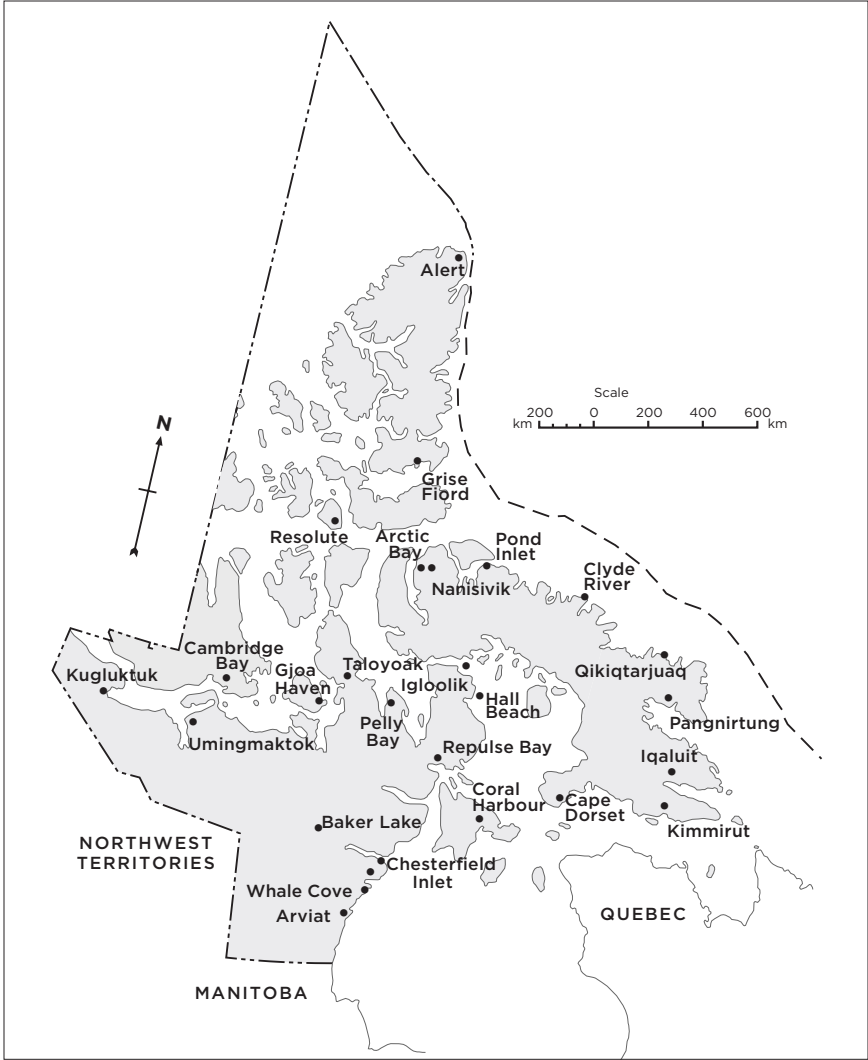 Alert
Scale
200 0 200 400 600
km km
N
Grise
Fiord
Resolute
Arctic
Bay
Pond
Inlet
Nanisivik
Clyde
River
Cambridge
Bay
Kugluktuk
Gjoa
Haven
Taloyoak
Igloolik
Qikiqtarjuaq
Hall
Beach
Pelly
Bay
Pangnirtung
Umingmaktok
Repulse Bay
Iqaluit
Coral
Harbour
Cape
Dorset
Baker Lake
Kimmirut
NORTHWEST
TERRITORIES
Chesterfield
Inlet
Whale Cove
Arviat
QUEBEC
MANITOBA